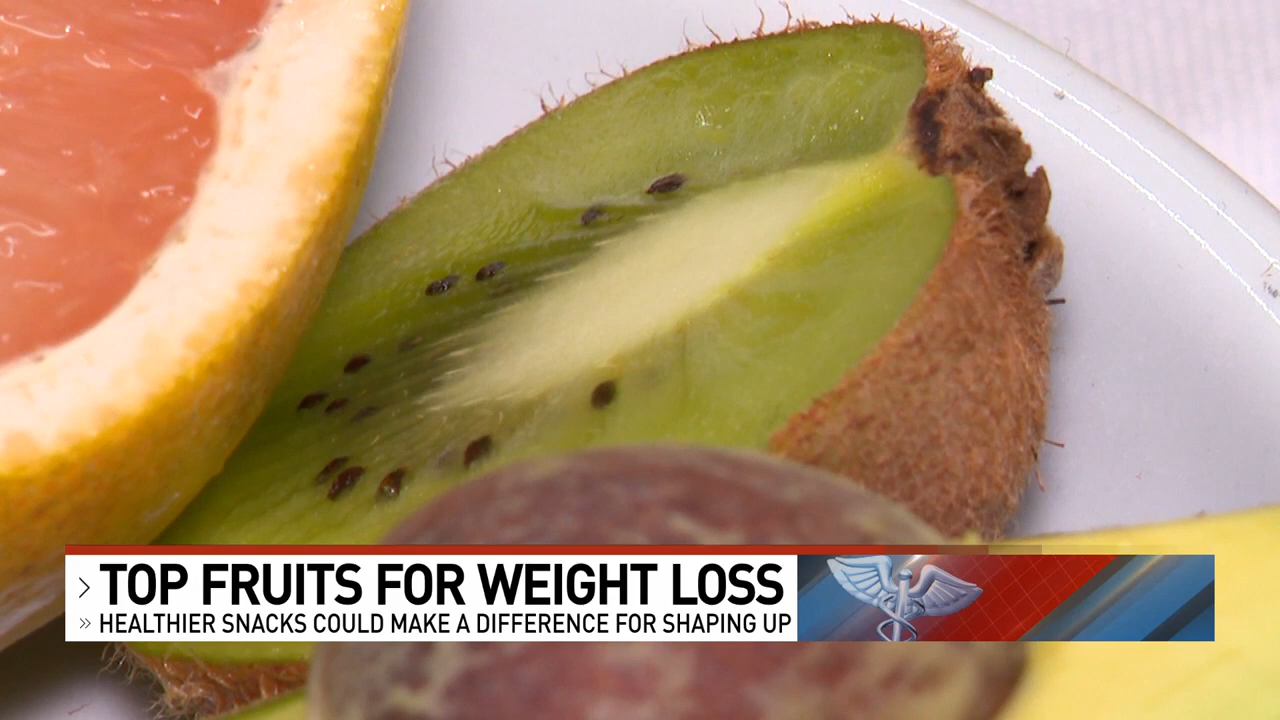 › TOP FRUITS FOR WEIGHT LOSS
» HEALTHIER SNACKS COULD MAKE A DIFFERENCE FOR SHAPING UP